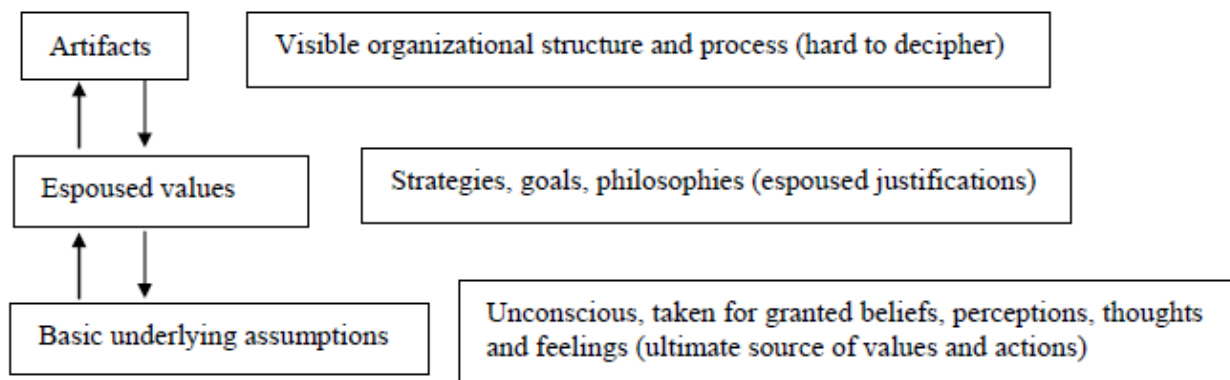 Artifacts
Visible organizational structure and process (hard to decipher)
Espoused values
Strategies, goals, philosophies (espoused justifications)
Basic underlying assumptions
Unconscious, taken for granted beliefs, perceptions, thoughts
and feelings (ultimate source of values and actions)